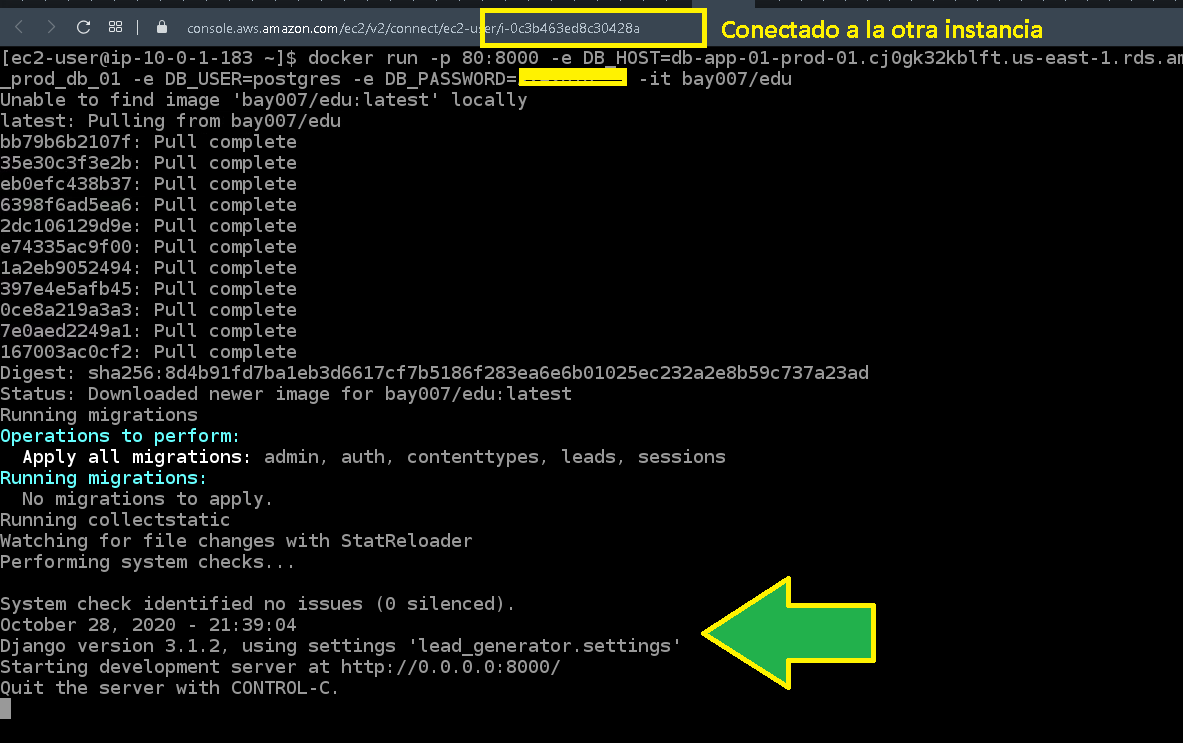 console.aws.amazon.com/ec2/v2/connect/ec2-user/i-0c3b463ed8c30428a
Conectado a la otra instancia
[ec2-user@ip-10-0-1-183 ~]$ docker run -p 80:8000 -e DB_HOST=db-app-01-prod-01.cj0gk32kblft.us-east-1.rds.am
_prod_db_01 -e DB_USER=postgres -e DB_PASSWORD= -it bay007/edu
Unable to find image 'bay007/edu:latest' locally
latest: Pulling from bay007/edu
bb79b6b2107f: Pull complete
35e30c3f3e2b: Pull complete
eb0efc438b37: Pull complete
6398f6ad5ea6: Pull complete
2dc106129d9e: Pull complete
e74335ac9f00: Pull complete
1a2eb9052494: Pull complete
397e4e5afb45: Pull complete
0ce8a219a3a3: Pull complete
7e0aed2249a1: Pull complete
167003ac0cf2: Pull complete
Digest: sha256:8d4b91fd7ba1eb3d6617cf7b5186f283ea6e6b01025ec232a2e8b59c737a23ad
Status: Downloaded newer image for bay007/edu:latest
Running migrations
Operations to perform:
Apply all migrations: admin, auth, contenttypes, leads, sessions
Running migrations:
No migrations to apply.
Running collectstatic
Watching for file changes with StatReloader
Performing system checks...
System check identified no issues (0 silenced).
October 28, 2020 - 21:39:04
Django version 3.1.2, using settings 'lead_generator.settings'
Starting development server at http://0.0.0.0:8000/
Quit the server with CONTROL-C.